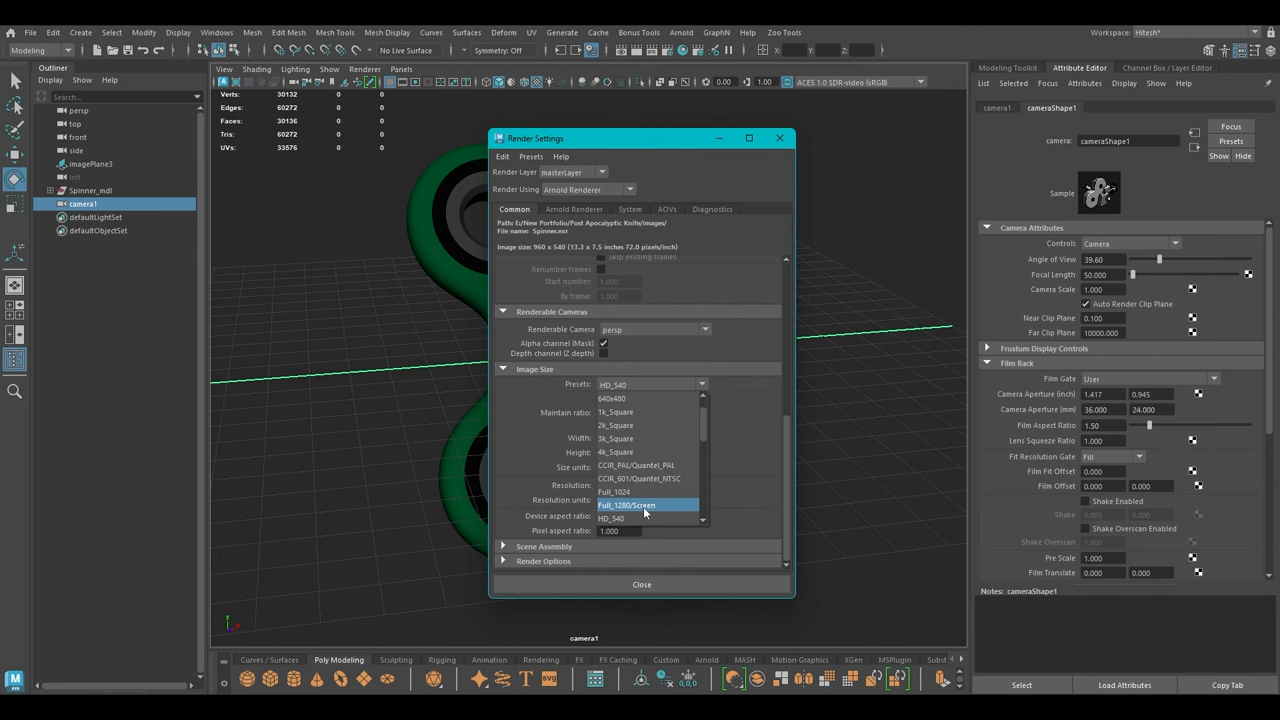 File Edit Create Select Modify Display Windows Mesh Edit Mesh Mesh Tools Mesh Display Curves Surfaces Deform UV Generate Cache Bonus Tools Arnold GraphN Help Zoo Tools Workspace: Hitesh*
Modeling No Live Surface Symmetry: Off X: Y: Z:
Outliner
Display Show Help
Search...
persp
top
front
side
imagePlane3
left
Spinner_mdl
camera1
defaultLightSet
defaultObjectSet
View Shading Lighting Show Renderer Panels
0.00 1.00 ACES 1.0 SDR-video (sRGB)
Verts: 30132 0 0
Edges: 60272 0 0
Faces: 30136 0 0
Tris: 60272 0 0
UVs: 33576 0 0
camera1
Render Settings
Edit Presets Help
Render Layer masterLayer
Render Using Arnold Renderer
Common Arnold Renderer System AOVs Diagnostics
Path: E:/New Portfolio/Post Apocalyptic Knife/images/
File name: Spinner.exr
Image size: 960 x 540 (13.3 x 7.5 inches 72.0 pixels/inch)
Skip existing frames
Renumber frames
Start number: 1.000
By frame: 1.000
Renderable Cameras
Renderable Camera persp
Alpha channel (Mask)
Depth channel (Z depth)
Image Size
Presets: HD_540
640x480
1k_Square
Maintain ratio:
2k_Square
Width: 3k_Square
Height: 4k_Square
Size units: CCIR_PAL/Quantel_PAL
CCIR_601/Quantel_NTSC
Resolution: Full_1024
Resolution units: Full_1280/Screen
Device aspect ratio: HD_540
Pixel aspect ratio: 1.000
Scene Assembly
Render Options
Close
Modeling Toolkit Attribute Editor Channel Box / Layer Editor
List Selected Focus Attributes Display Show Help
camera1 cameraShape1
Focus
camera: cameraShape1 Presets
Show Hide
Sample
Camera Attributes
Controls Camera
Angle of View 39.60
Focal Length 50.000
Camera Scale 1.000
Auto Render Clip Plane
Near Clip Plane 0.100
Far Clip Plane 10000.000
Frustum Display Controls
Film Back
Film Gate User
Camera Aperture (inch) 1.417 0.945
Camera Aperture (mm) 36.000 24.000
Film Aspect Ratio 1.50
Lens Squeeze Ratio 1.000
Fit Resolution Gate Fill
Film Fit Offset 0.000
Film Offset 0.000 0.000
Shake Enabled
Shake 0.000 0.000
Shake Overscan Enabled
Shake Overscan 1.000
Pre Scale 1.000
Film Translate 0.000 0.000
Notes: cameraShape1
Select Load Attributes Copy Tab
Curves / Surfaces Poly Modeling Sculpting Rigging Animation Rendering FX FX Caching Custom Arnold MASH Motion Graphics XGen MSPlugin Subst